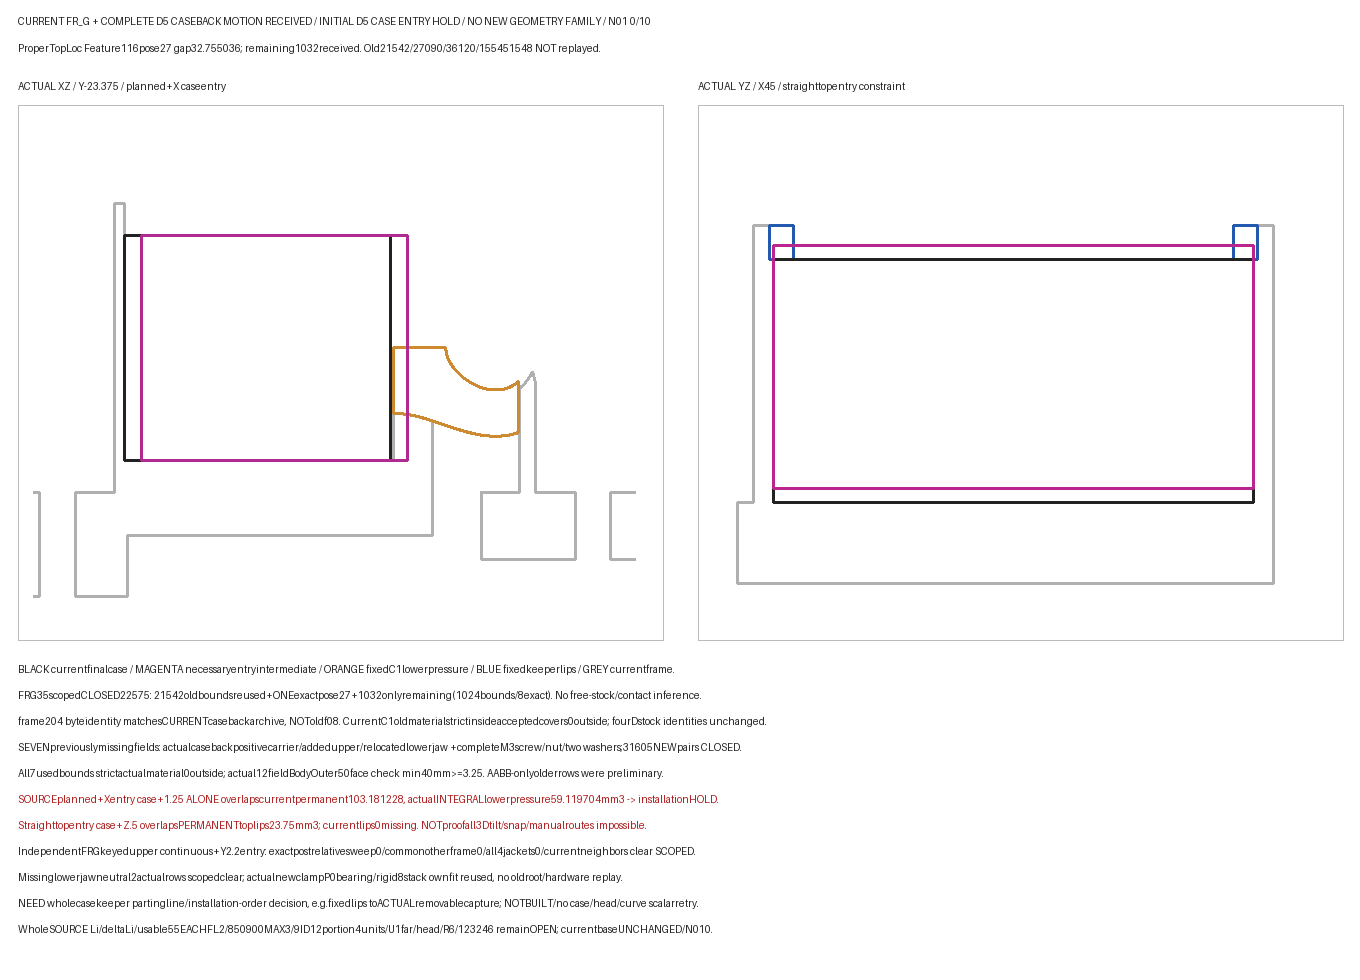 CURRENT FR_G + COMPLETE D5 CASEBACK MOTION RECEIVED / INITIAL D5 CASE ENTRY HOLD / NO NEW GEOMETRY FAMILY / N01 0/10
ProperTopLoc Feature116pose27 gap32.755036; remaining1032received. Old21542/27090/36120/155451548 NOT replayed.
ACTUAL XZ / Y-23.375 / planned+X caseentry
ACTUAL YZ / X45 / straighttopentry constraint
BLACK currentfinalcase / MAGENTA necessaryentryintermediate / ORANGE fixedC1lowerpressure / BLUE fixedkeeperlips / GREY currentframe.
FRG35scopedCLOSED22575: 21542oldboundsreused+ONEexactpose27+1032onlyremaining(1024bounds/8exact). No free-stock/contact inference.
frame204 byteidentity matchesCURRENTcasebackarchive, NOToldf08. CurrentC1oldmaterialstrictinsideacceptedcovers0outside; fourDstock identities unchanged.
SEVENpreviouslymissingfields: actualcasebackpositivecarrier/addedupper/relocatedlowerjaw +completeM3screw/nut/two washers;31605NEWpairs CLOSED.
All7usedbounds strictactualmaterial0outside; actual12fieldBodyOuter50face check min40mm>=3.25. AABB-onlyolderrows were preliminary.
SOURCEplanned+Xentry case+1.25 ALONE overlapscurrentpermanent103.181228, actualINTEGRALlowerpressure59.119704mm3 -> installationHOLD.
Straighttopentry case+Z.5 overlapsPERMANENTtoplips23.75mm3; currentlips0missing. NOTproofall3Dtilt/snap/manualroutes impossible.
IndependentFRGkeyedupper continuous+Y2.2entry: exactpostrelativesweep0/commonotherframe0/all4jackets0/currentneighbors clear SCOPED.
Missinglowerjawneutral2actualrows scopedclear; actualnewclampP0bearing/rigid8stack ownfit reused, no oldroot/hardware replay.
NEED wholecasekeeper partingline/installation-order decision, e.g.fixedlips toACTUALremovablecapture; NOTBUILT/no case/head/curve scalarretry.
WholeSOURCE Li/deltaLi/usable55EACHFL2/850900MAX3/9ID12portion4units/U1far/head/R6/123246 remainOPEN; currentbaseUNCHANGED/N010.